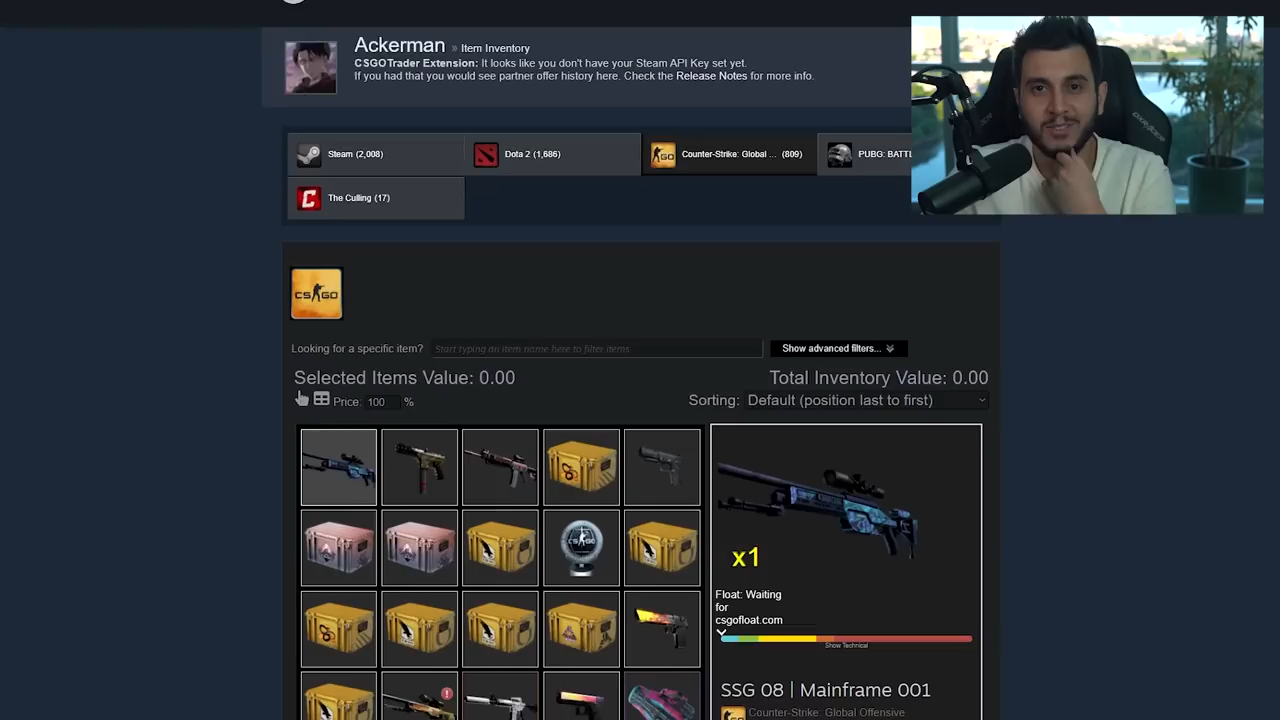 Ackerman » Item Inventory
CSGOTrader Extension: It looks like you don't have your Steam API Key set yet.
If you had that you would see partner offer history here. Check the Release Notes for more info.
Steam (2,008)
Dota 2 (1,686)
Counter-Strike: Global ... (809)
PUBG: BATTL
The Culling (17)
CS GO
Looking for a specific item? Start typing an item name here to filter items
Show advanced filters...
Selected Items Value: 0.00
Total Inventory Value: 0.00
Price: 100 %
Sorting: Default (position last to first)
x1
Float: Waiting
for
csgofloat.com
Show Technical
SSG 08 | Mainframe 001
Counter-Strike: Global Offensive